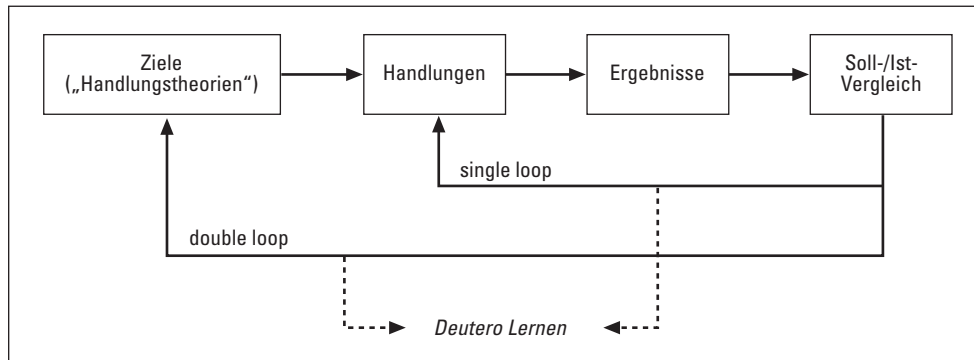 Ziele
(„Handlungstheorien“)
Handlungen
Ergebnisse
Soll-/Ist-
Vergleich
single loop
double loop
Deutero Lernen